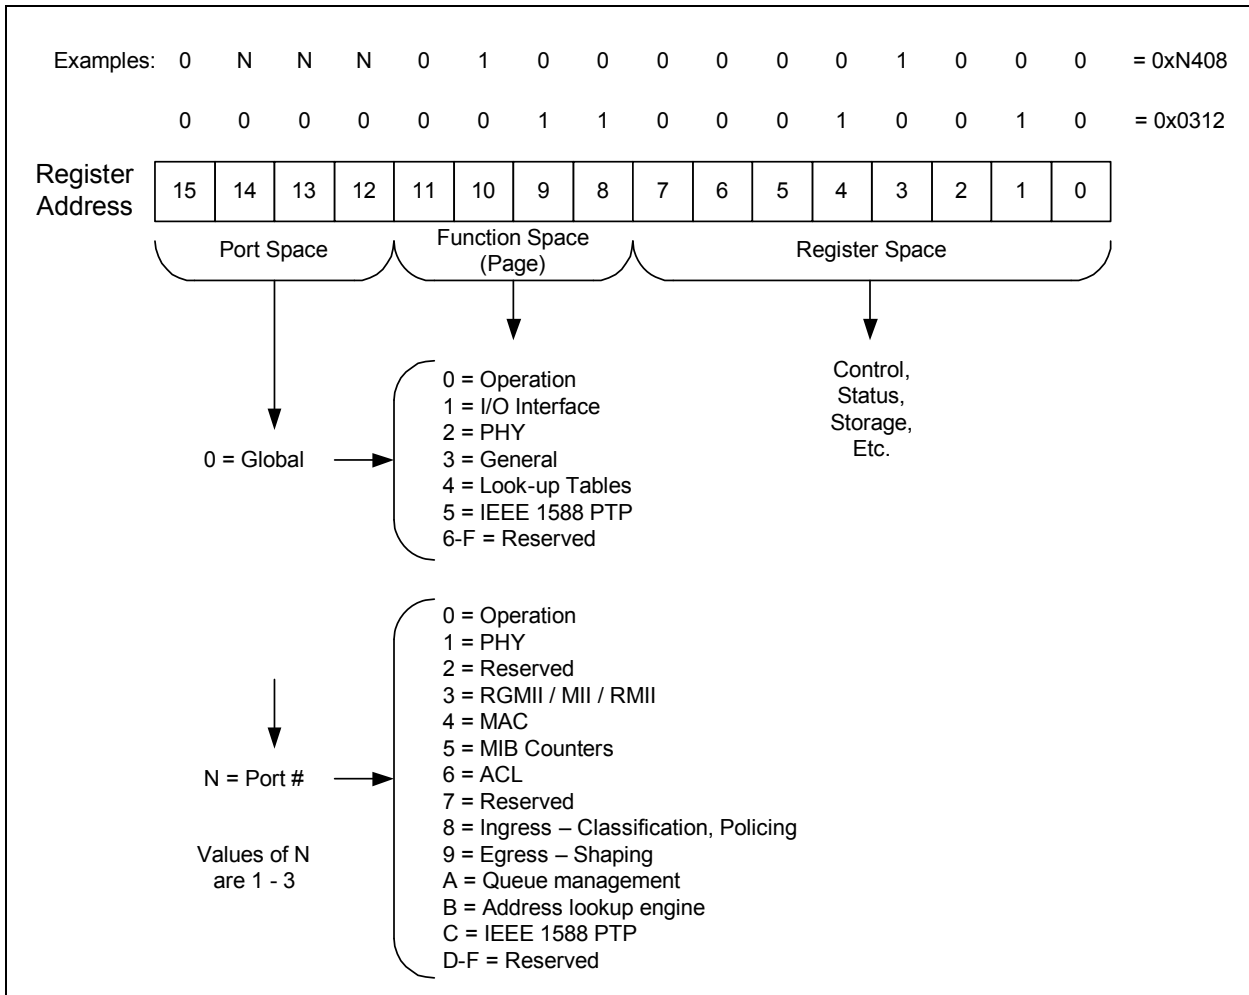 Examples: 0 N N N 0 1 0 0 0 0 0 0 1 0 0 0 = 0xN408
0 0 0 0 0 0 1 1 0 0 0 1 0 0 1 0 = 0x0312
Register
Address
15 14 13 12 11 10 9 8 7 6 5 4 3 2 1 0
Port Space
Function Space
(Page)
Register Space
0 = Global
0 = Operation
1 = I/O Interface
2 = PHY
3 = General
4 = Look-up Tables
5 = IEEE 1588 PTP
6-F = Reserved
Control,
Status,
Storage,
Etc.
N = Port #
Values of N
are 1 - 3
0 = Operation
1 = PHY
2 = Reserved
3 = RGMII / MII / RMII
4 = MAC
5 = MIB Counters
6 = ACL
7 = Reserved
8 = Ingress – Classification, Policing
9 = Egress – Shaping
A = Queue management
B = Address lookup engine
C = IEEE 1588 PTP
D-F = Reserved